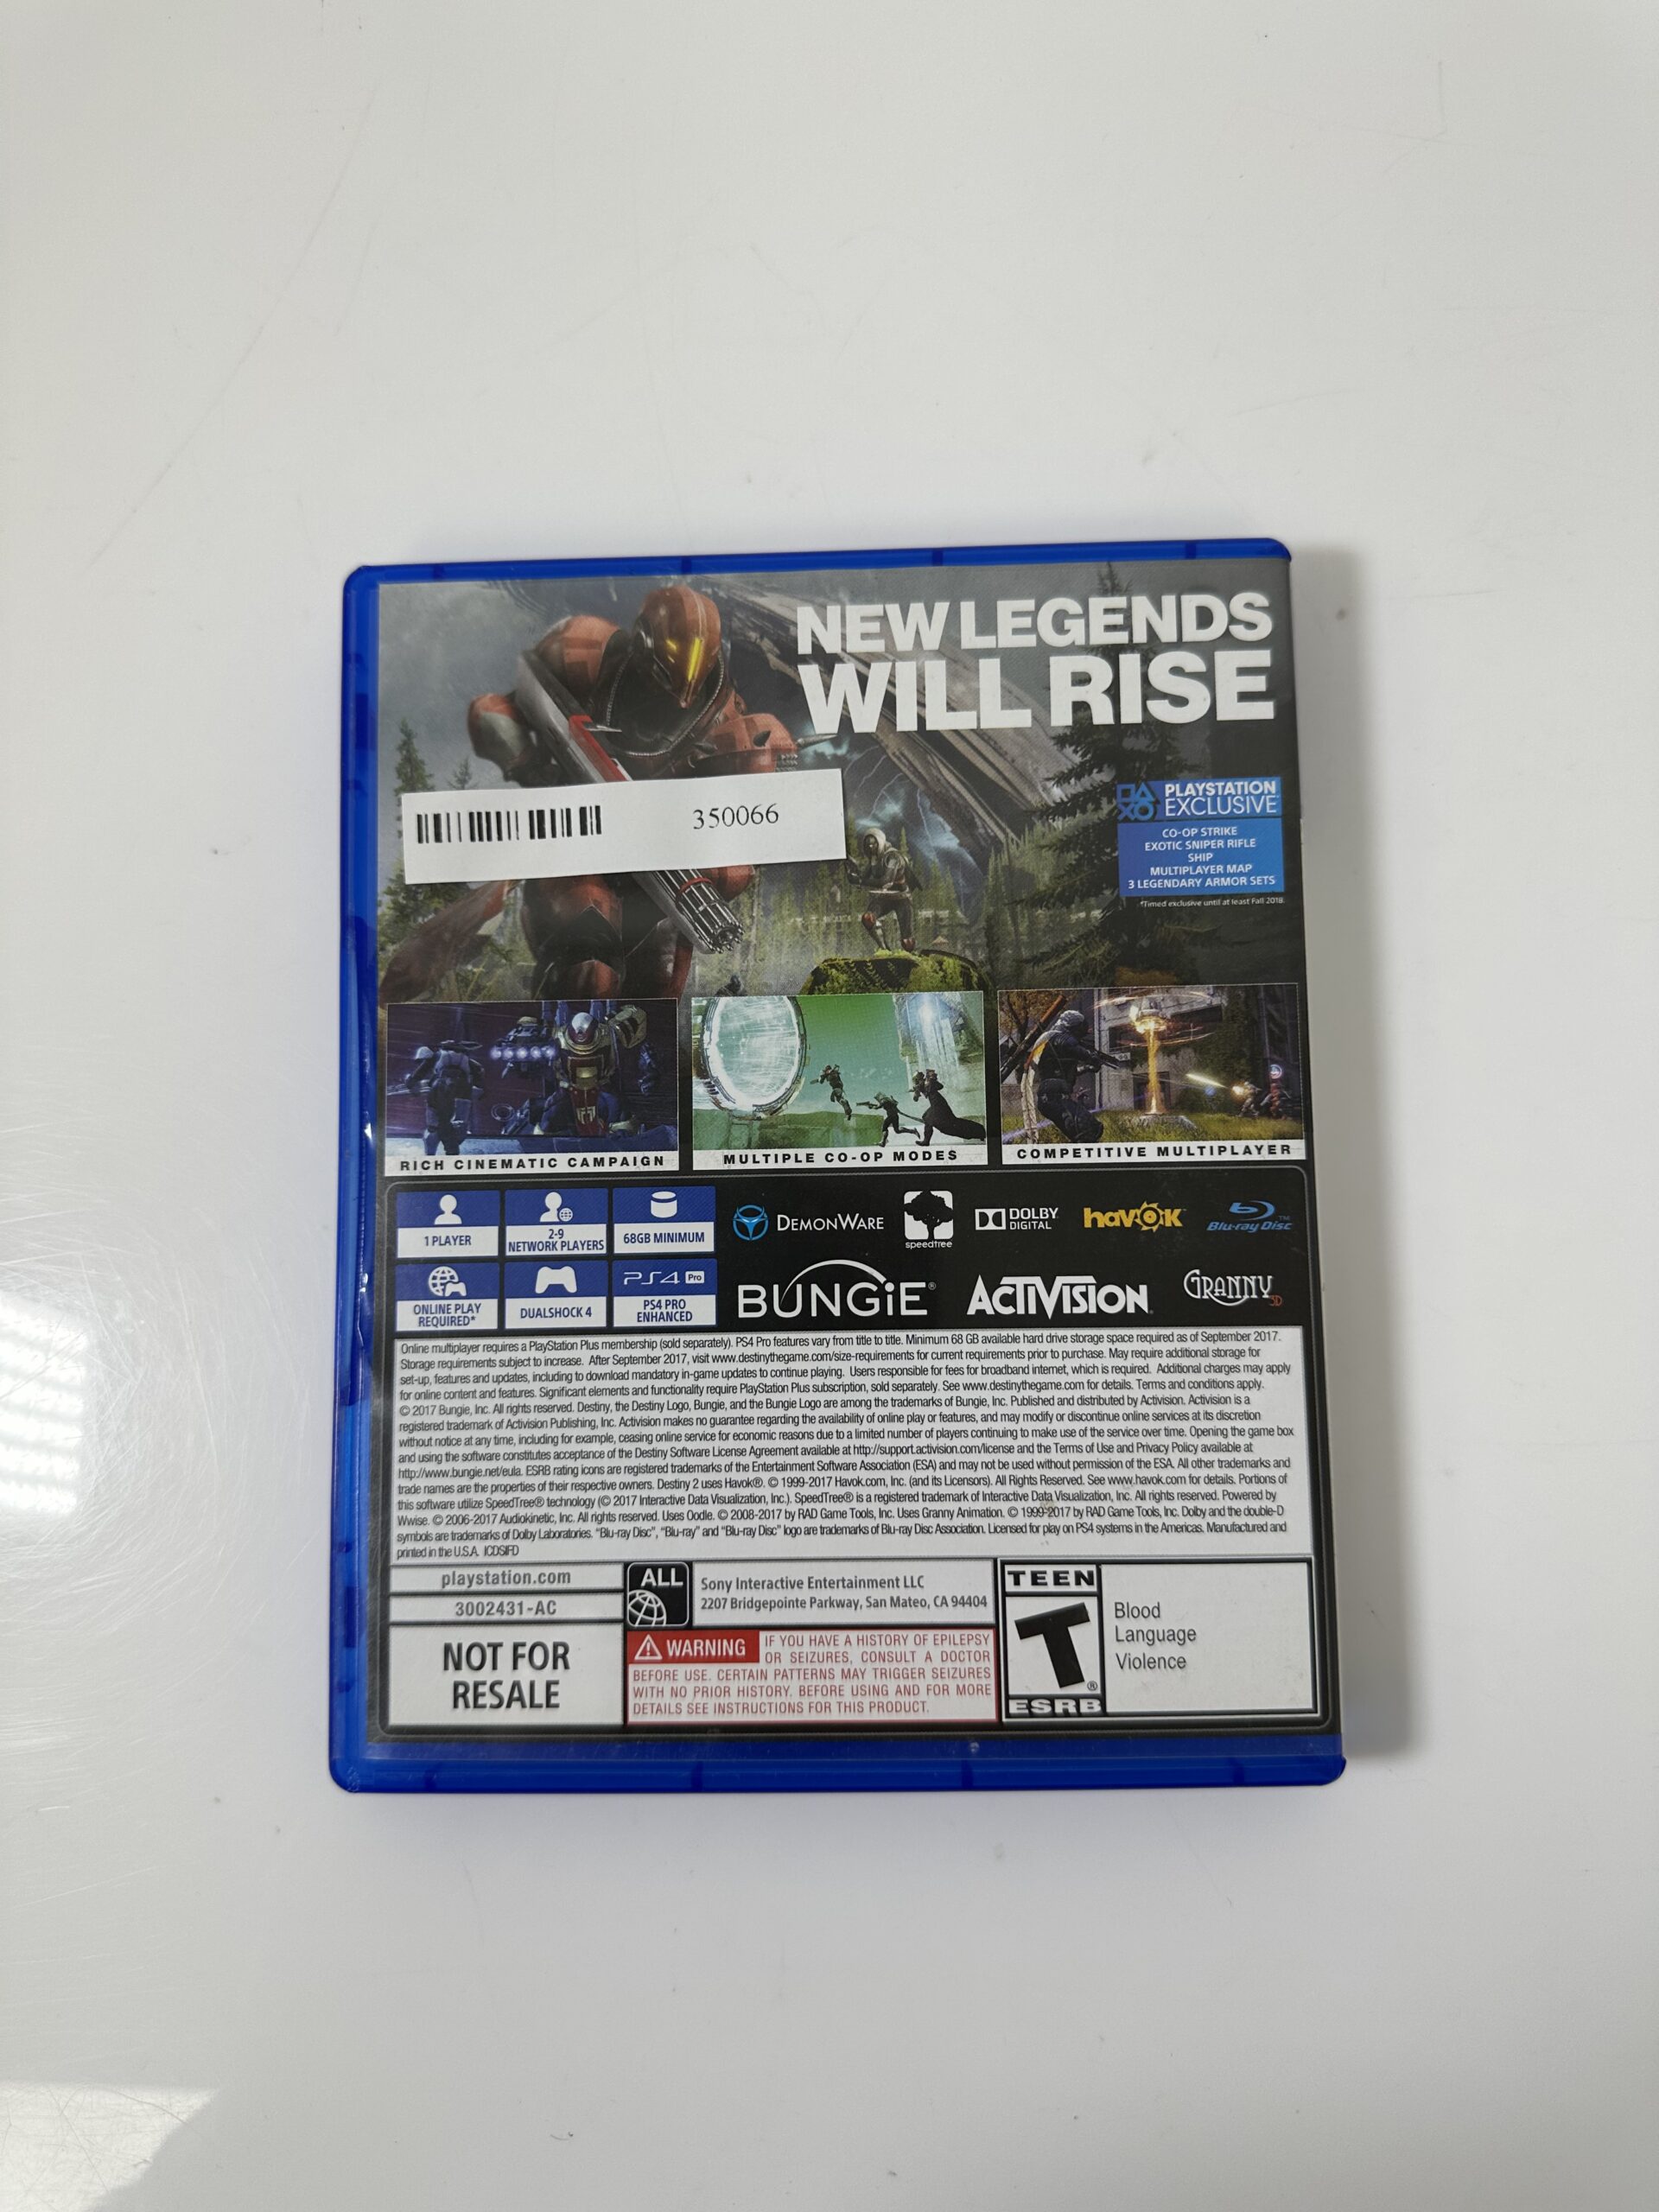 NEW LEGENDS
WILL RISE
350066
PLAYSTATION
EXCLUSIVE
CO-OP STRIKE
EXOTIC SNIPER RIFLE
SHIP
MULTIPLAYER MAP
3 LEGENDARY ARMOR SETS
*Timed exclusive until at least Fall 2018.
RICH CINEMATIC CAMPAIGN
MULTIPLE CO-OP MODES
COMPETITIVE MULTIPLAYER
1 PLAYER
2-9
NETWORK PLAYERS
68GB MINIMUM
DEMONWARE
speedtree
DOLBY
DIGITAL
havok
Blu-ray Disc™
ONLINE PLAY
REQUIRED*
DUALSHOCK 4
PS4 Pro
PS4 PRO
ENHANCED
BUNGiE®
ACTIVISION.
GRANNY 3D
Online multiplayer requires a PlayStation Plus membership (sold separately). PS4 Pro features vary from title to title. Minimum 68 GB available hard drive storage space required as of September 2017.
Storage requirements subject to increase. After September 2017, visit www.destinythegame.com/size-requirements for current requirements prior to purchase. May require additional storage for
set-up, features and updates, including to download mandatory in-game updates to continue playing. Users responsible for fees for broadband internet, which is required. Additional charges may apply
for online content and features. Significant elements and functionality require PlayStation Plus subscription, sold separately. See www.destinythegame.com for details. Terms and conditions apply.
© 2017 Bungie, Inc. All rights reserved. Destiny, the Destiny Logo, Bungie, and the Bungie Logo are among the trademarks of Bungie, Inc. Published and distributed by Activision. Activision is a
registered trademark of Activision Publishing, Inc. Activision makes no guarantee regarding the availability of online play or features, and may modify or discontinue online services at its discretion
without notice at any time, including for example, ceasing online service for economic reasons due to a limited number of players continuing to make use of the service over time. Opening the game box
and using the software constitutes acceptance of the Destiny Software License Agreement available at http://support.activision.com/license and the Terms of Use and Privacy Policy available at
http://www.bungie.net/eula. ESRB rating icons are registered trademarks of the Entertainment Software Association (ESA) and may not be used without permission of the ESA. All other trademarks and
trade names are the properties of their respective owners. Destiny 2 uses Havok®. © 1999-2017 Havok.com, Inc. (and its Licensors). All Rights Reserved. See www.havok.com for details. Portions of
this software utilize SpeedTree® technology (© 2017 Interactive Data Visualization, Inc.). SpeedTree® is a registered trademark of Interactive Data Visualization, Inc. All rights reserved. Powered by
Wwise. © 2006-2017 Audiokinetic, Inc. All rights reserved. Uses Oodle. © 2008-2017 by RAD Game Tools, Inc. Uses Granny Animation. © 1999-2017 by RAD Game Tools, Inc. Dolby and the double-D
symbols are trademarks of Dolby Laboratories. "Blu-ray Disc", "Blu-ray" and "Blu-ray Disc" logo are trademarks of Blu-ray Disc Association. Licensed for play on PS4 systems in the Americas. Manufactured and
printed in the U.S.A. ICDSIFD
playstation.com
3002431-AC
NOT FOR
RESALE
ALL
Sony Interactive Entertainment LLC
2207 Bridgepointe Parkway, San Mateo, CA 94404
WARNING IF YOU HAVE A HISTORY OF EPILEPSY
OR SEIZURES, CONSULT A DOCTOR
BEFORE USE. CERTAIN PATTERNS MAY TRIGGER SEIZURES
WITH NO PRIOR HISTORY. BEFORE USING AND FOR MORE
DETAILS SEE INSTRUCTIONS FOR THIS PRODUCT.
TEEN
T®
ESRB
Blood
Language
Violence